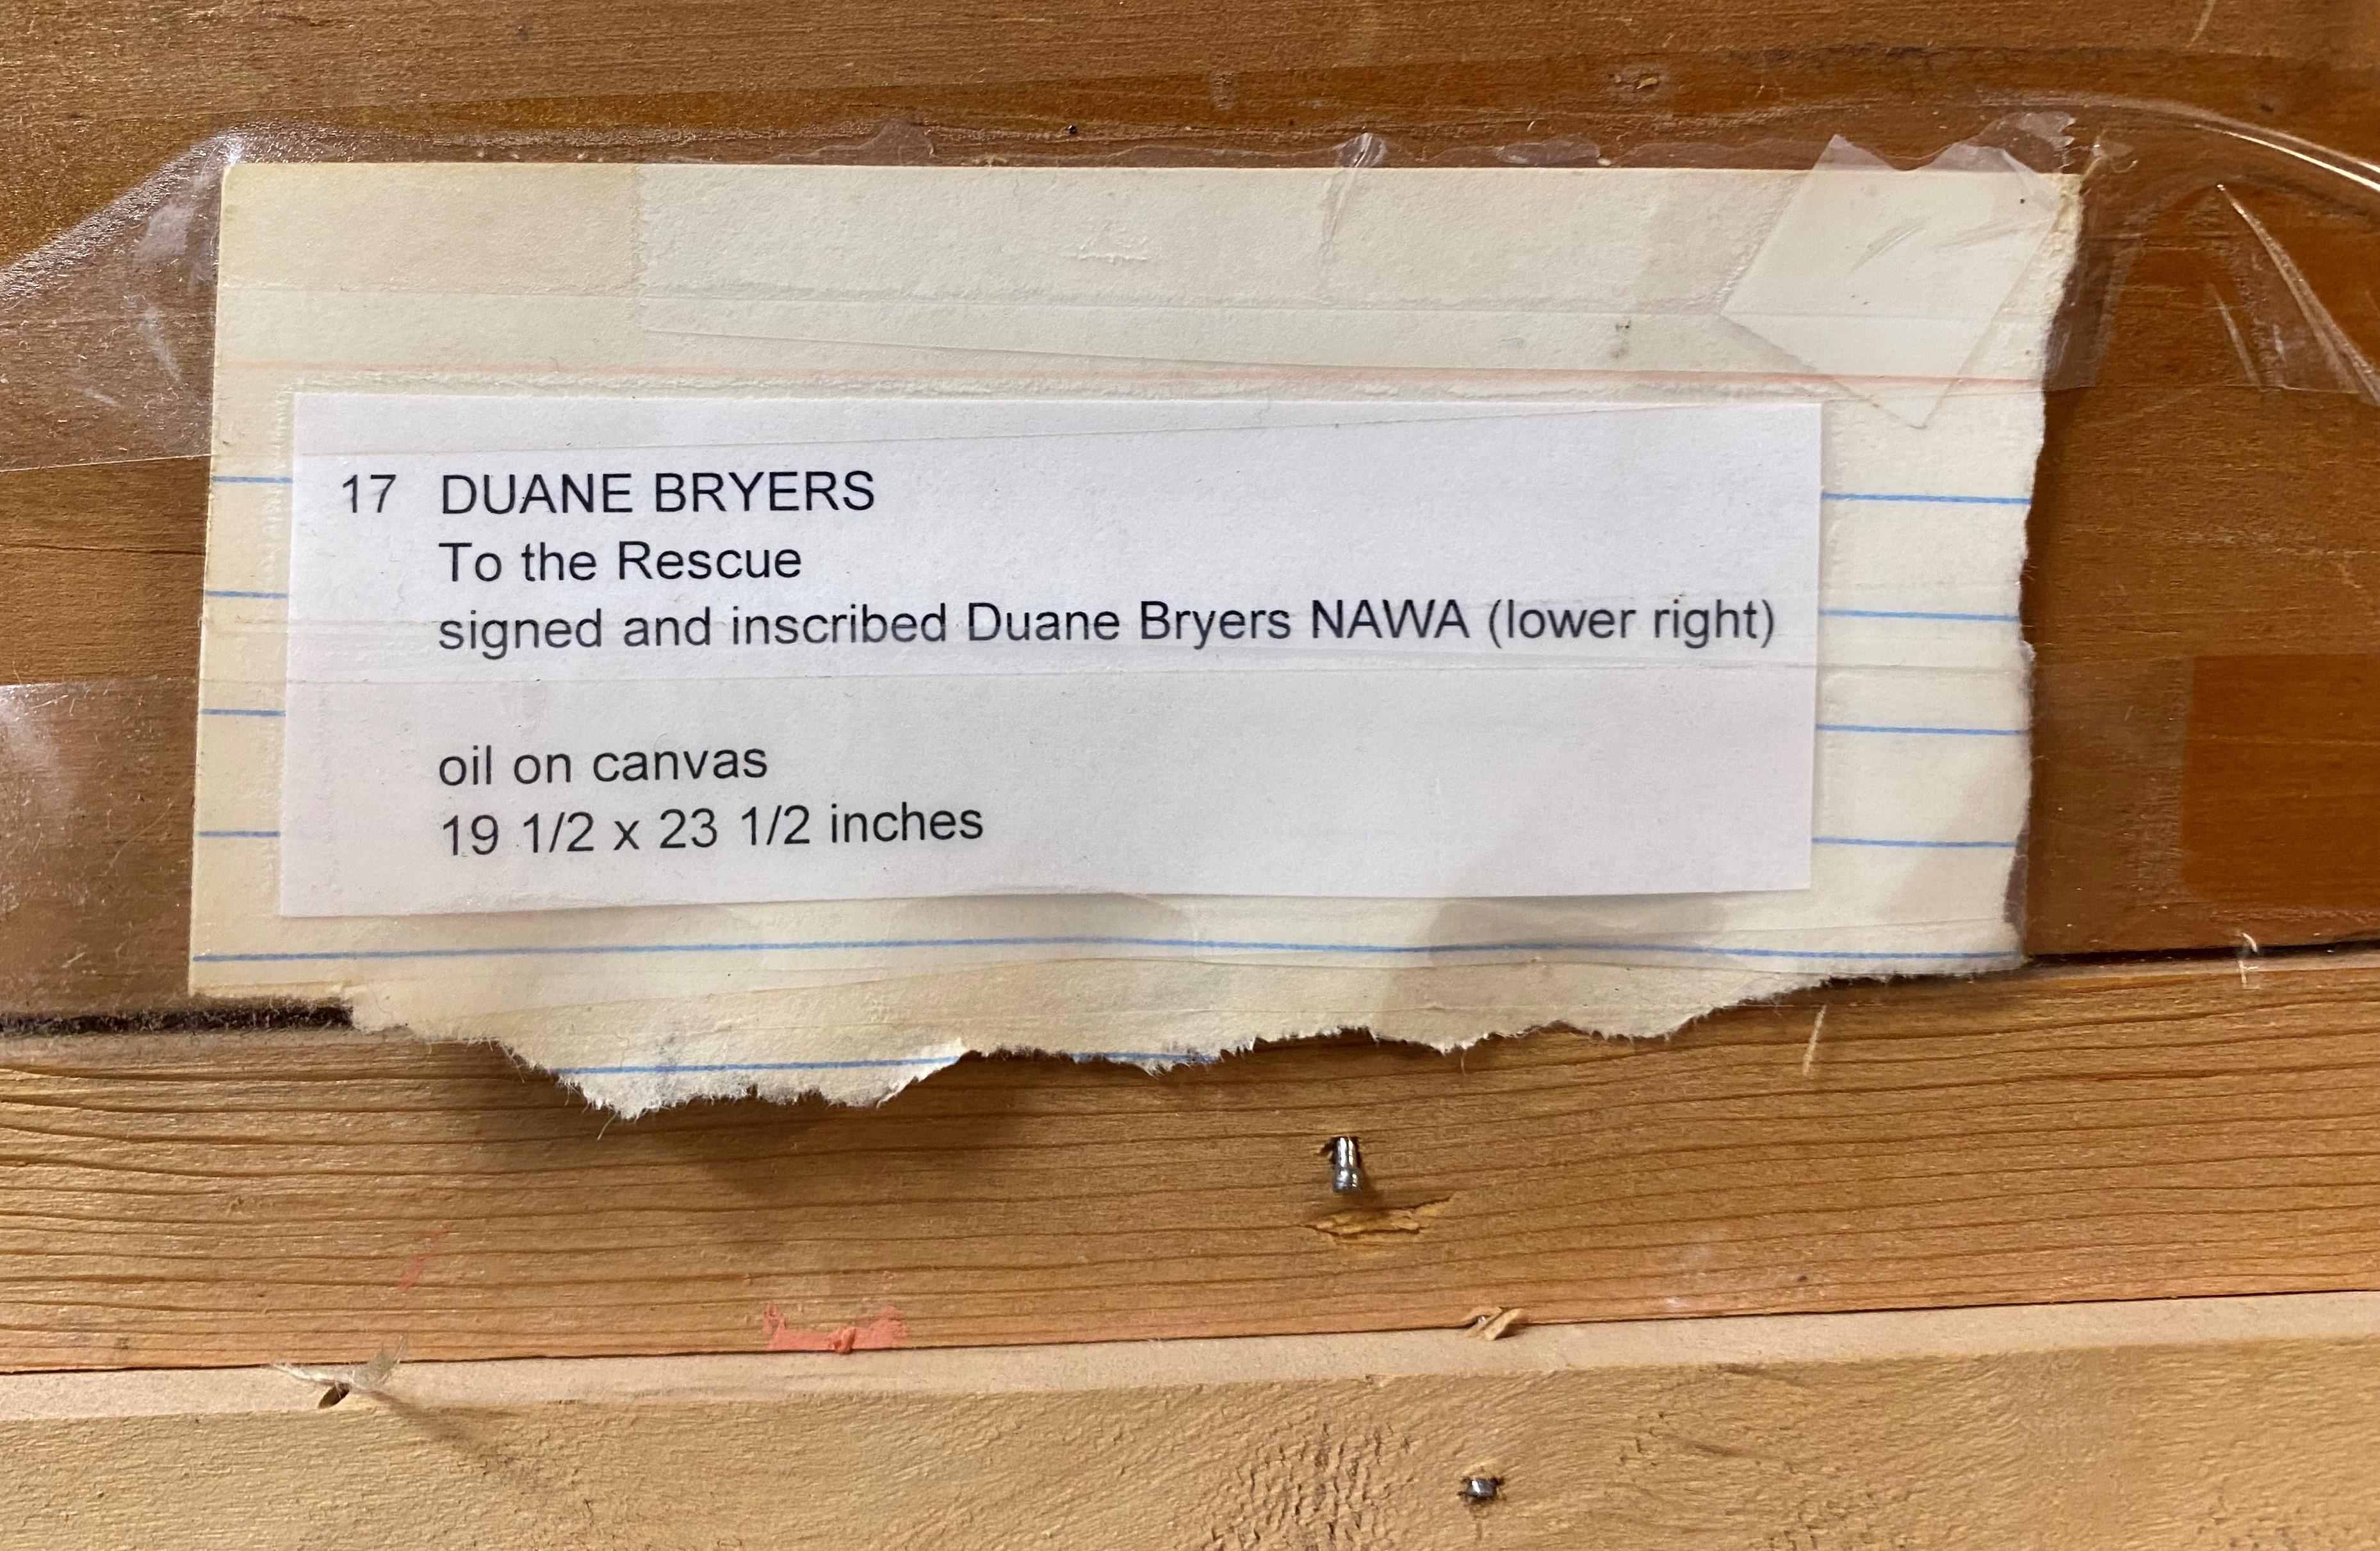 17 DUANE BRYERS
To the Rescue
signed and inscribed Duane Bryers NAWA (lower right)
oil on canvas
19 1/2 x 23 1/2 inches